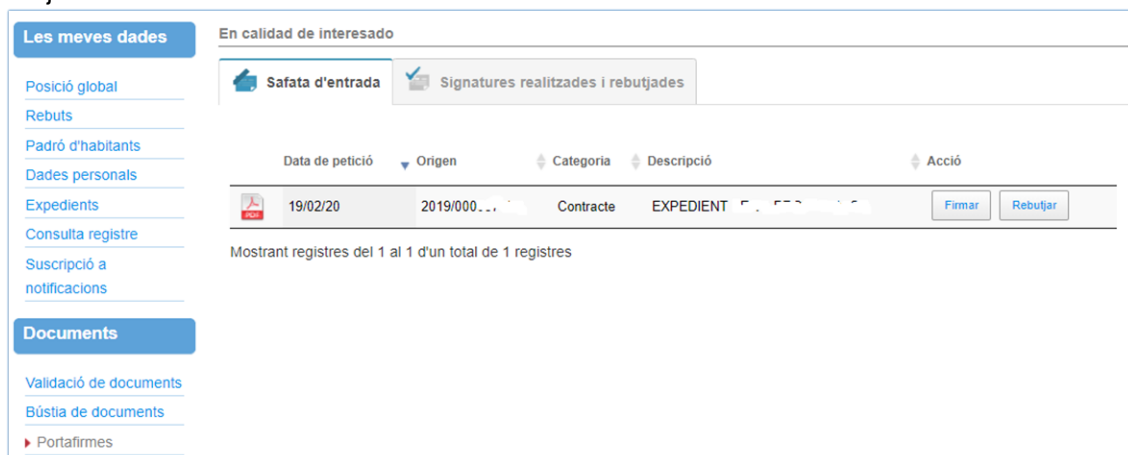 Les meves dades
Posició global
Rebuts
Padró d'habitants
Dades personals
Expedients
Consulta registre
Suscripció a
notificacions
Documents
Validació de documents
Bústia de documents
Portafirmes
En calidad de interesado
Safata d'entrada Signatures realitzades i rebutjades
Data de petició Origen Categoria Descripció Acció
PDF 19/02/20 2019/000 Contracte EXPEDIENT Firmar Rebutjar
Mostrant registres del 1 al 1 d'un total de 1 registres